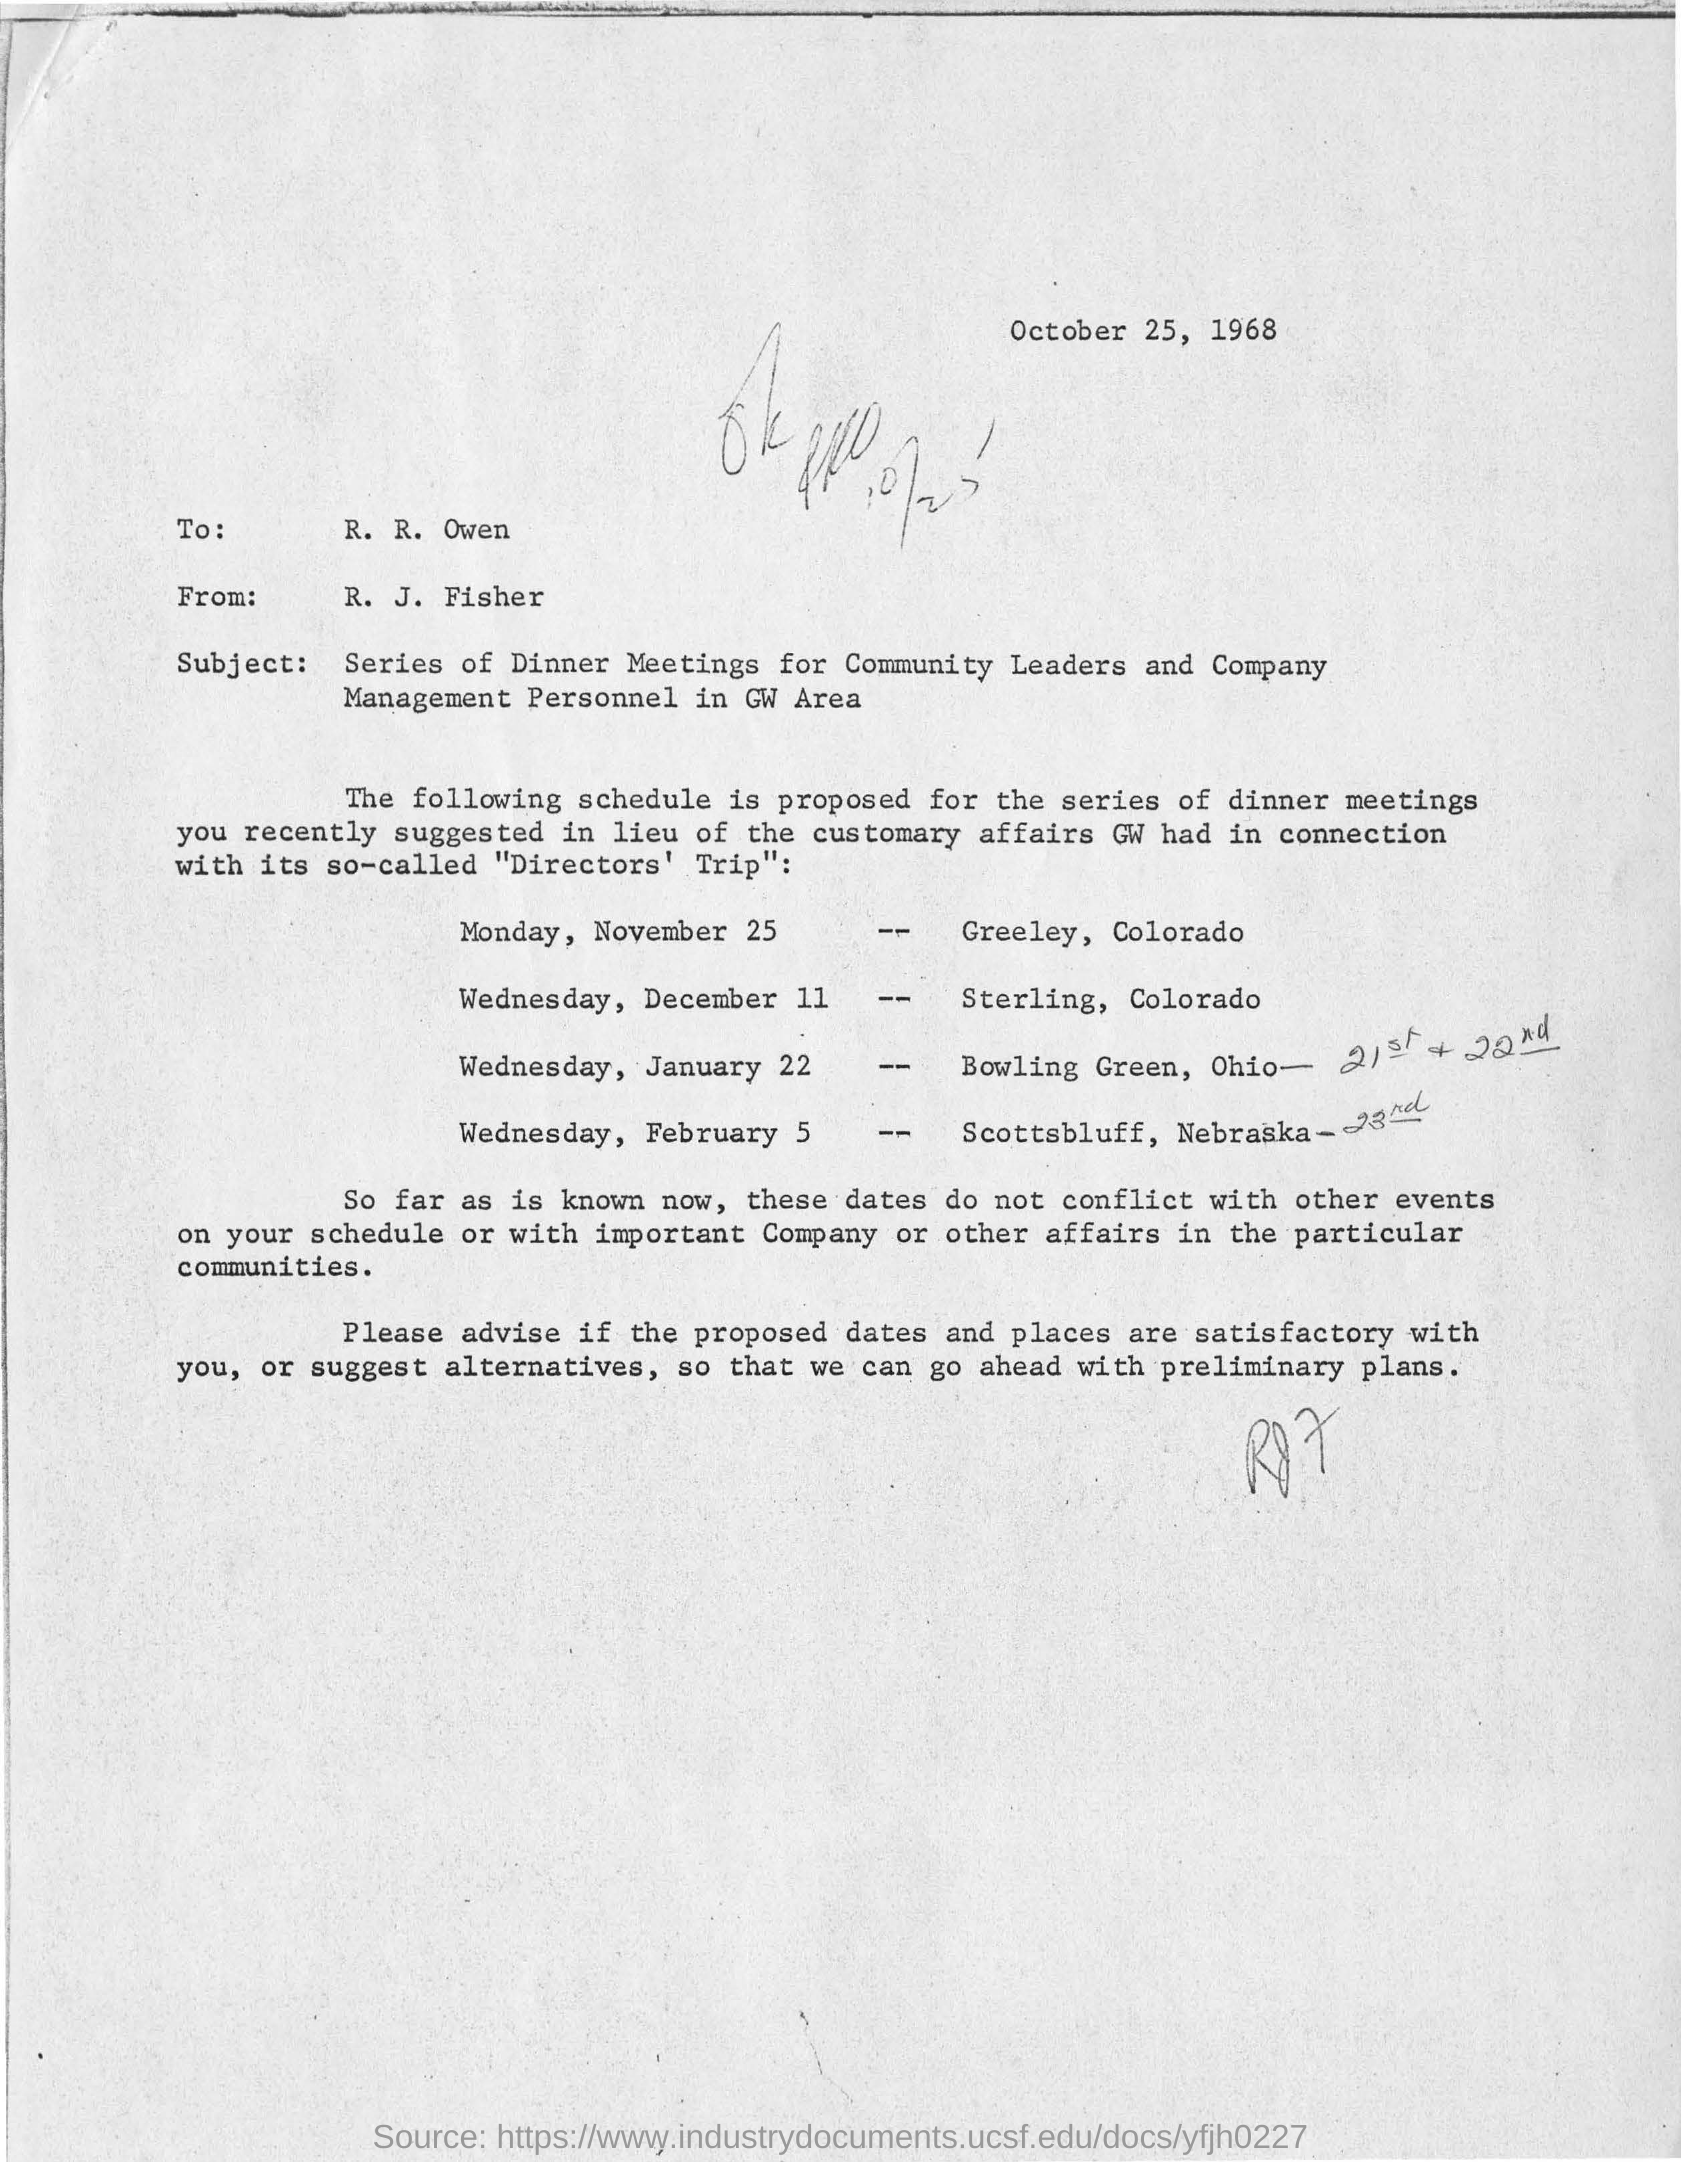 October 25, 1968
Ok RRO 10/25
To: R. R. Owen
From: R. J. Fisher
Subject: Series of Dinner Meetings for Community Leaders and Company
Management Personnel in GW Area
The following schedule is proposed for the series of dinner meetings
you recently suggested in lieu of the customary affairs GW had in connection
with its so-called "Directors' Trip":
Monday, November 25 -- Greeley, Colorado
Wednesday, December 11 -- Sterling, Colorado
Wednesday, January 22 -- Bowling Green, Ohio— 21st + 22nd
Wednesday, February 5 -- Scottsbluff, Nebraska- 23rd
So far as is known now, these dates do not conflict with other events
on your schedule or with important Company or other affairs in the particular
communities.
Please advise if the proposed dates and places are satisfactory with
you, or suggest alternatives, so that we can go ahead with preliminary plans.
RJF
Source: https://www.industrydocuments.ucsf.edu/docs/yfjh0227